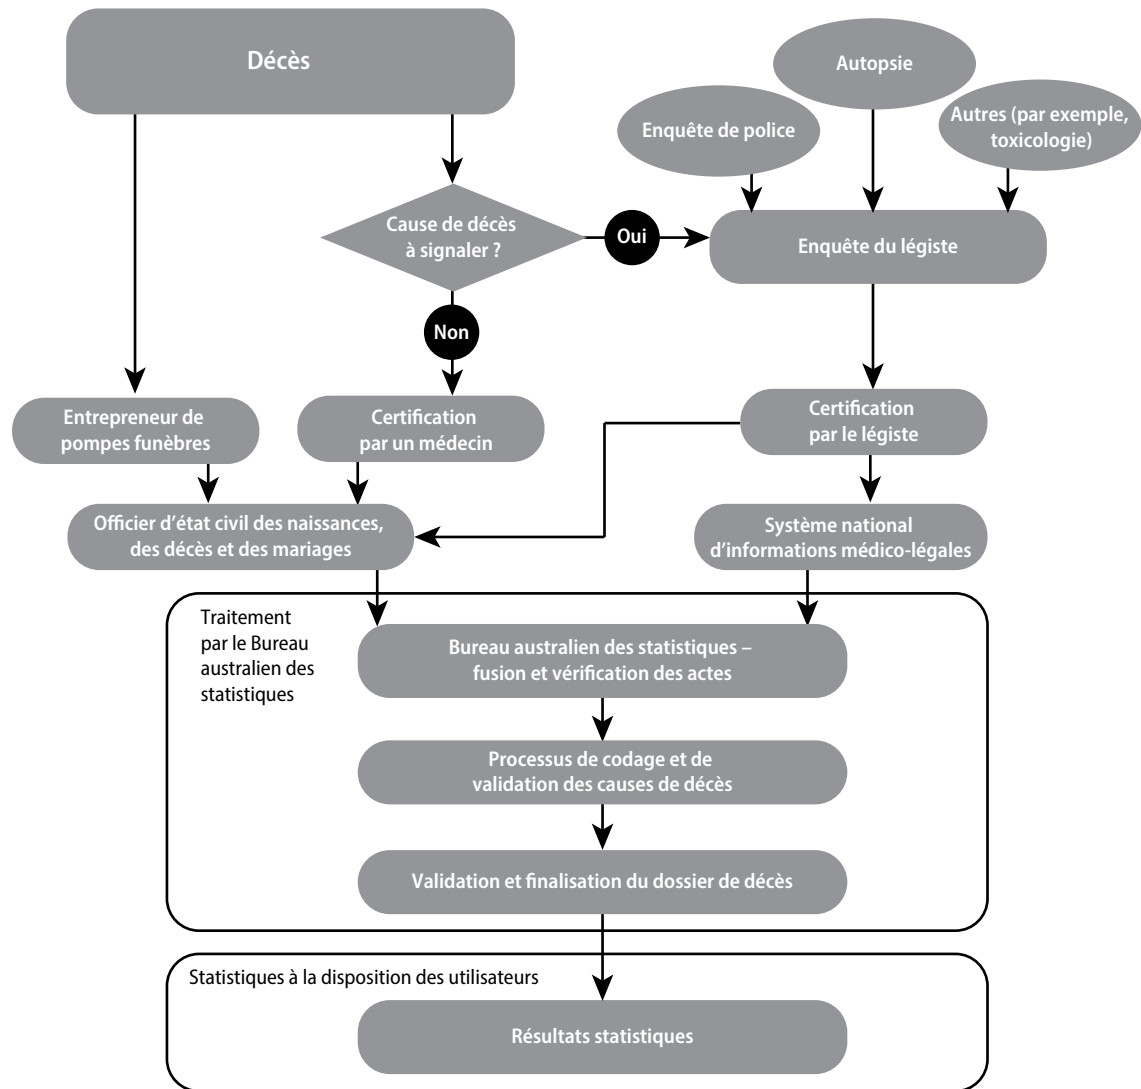 Décès
Autopsie
Enquête de police
Autres (par exemple,
toxicologie)
Cause de décès
à signaler ?
Oui
Enquête du légiste
Non
Entrepreneur de
pompes funèbres
Certification
par un médecin
Certification
par le légiste
Officier d’état civil des naissances,
des décès et des mariages
Système national
d’informations médico-légales
Traitement
par le Bureau
australien des
statistiques
Bureau australien des statistiques –
fusion et vérification des actes
Processus de codage et de
validation des causes de décès
Validation et finalisation du dossier de décès
Statistiques à la disposition des utilisateurs
Résultats statistiques